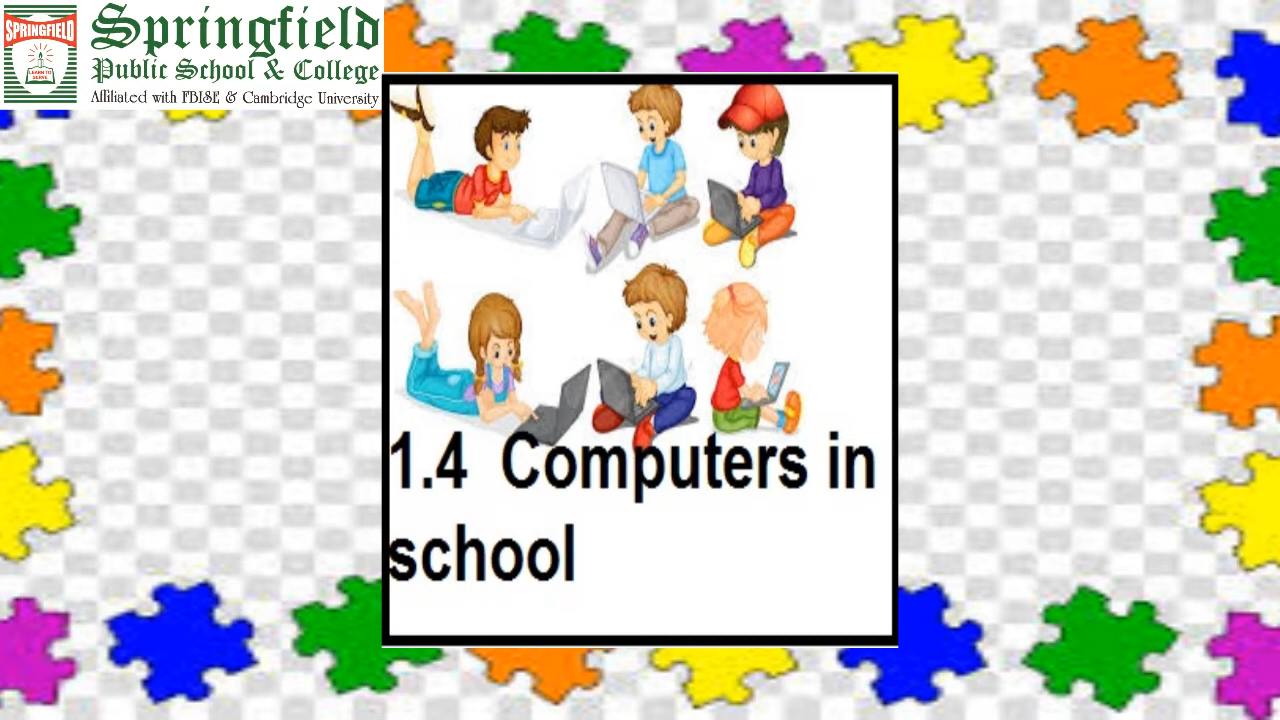 SPRINGFIELD
LEARN TO
SERVE
Springfield
Public School & College
Affiliated with FBISE & Cambridge University
1.4 Computers in
school